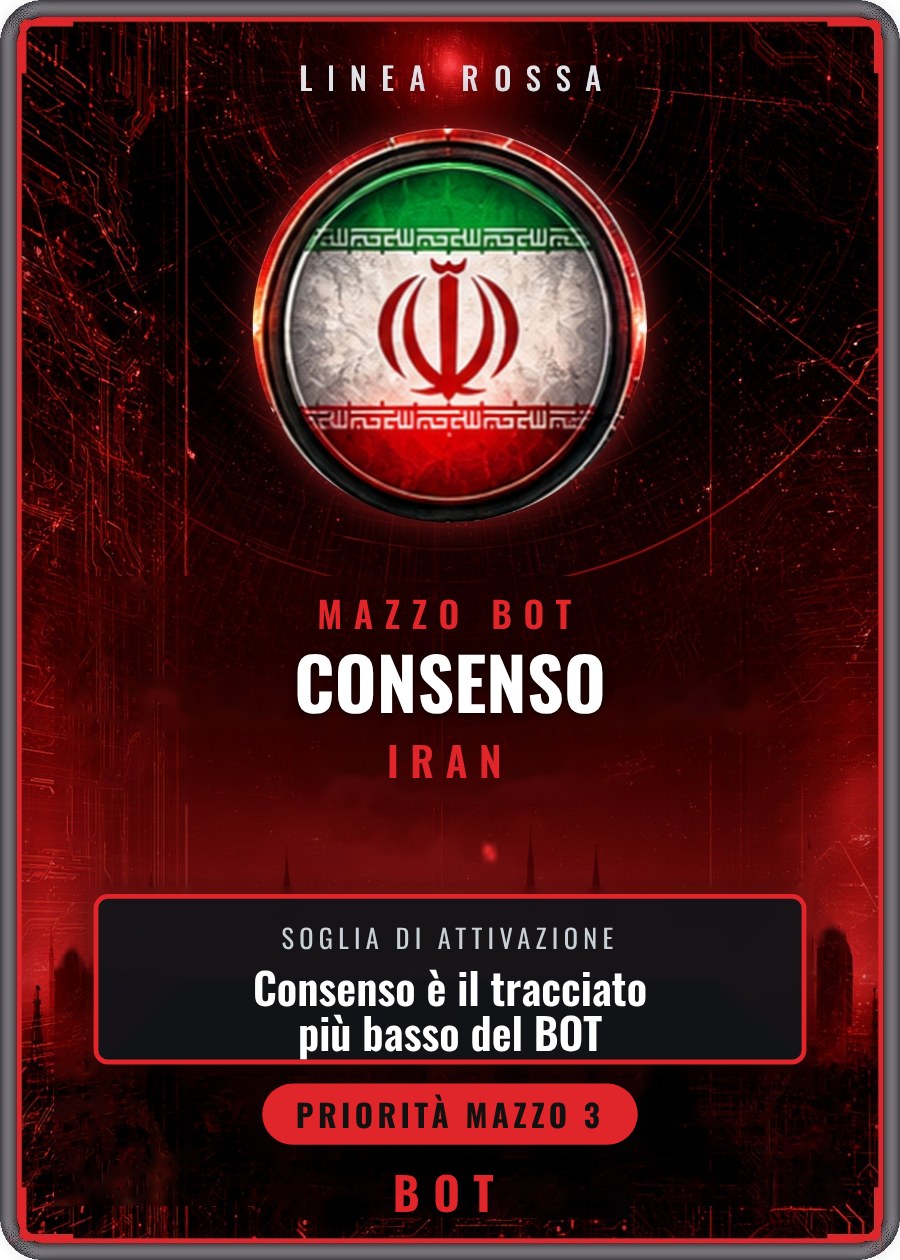 LINEA ROSSA
MAZZO BOT
CONSENSO
IRAN
SOGLIA DI ATTIVAZIONE
Consenso è il tracciato
più basso del BOT
PRIORITÀ MAZZO 3
BOT